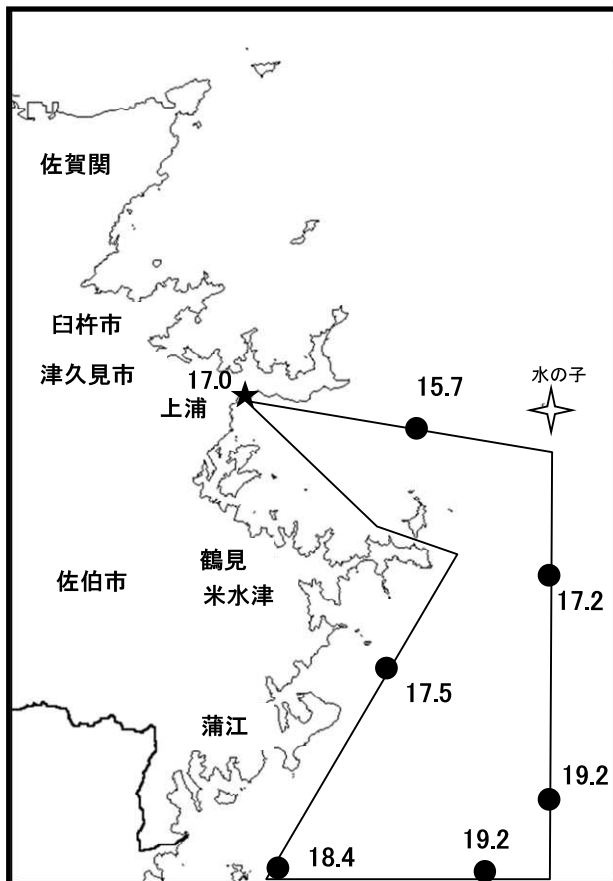 佐賀関
臼杵市
津久見市
17.0
上浦
15.7
水の子
17.2
鶴見
佐伯市
米水津
17.5
蒲江
19.2
19.2
18.4